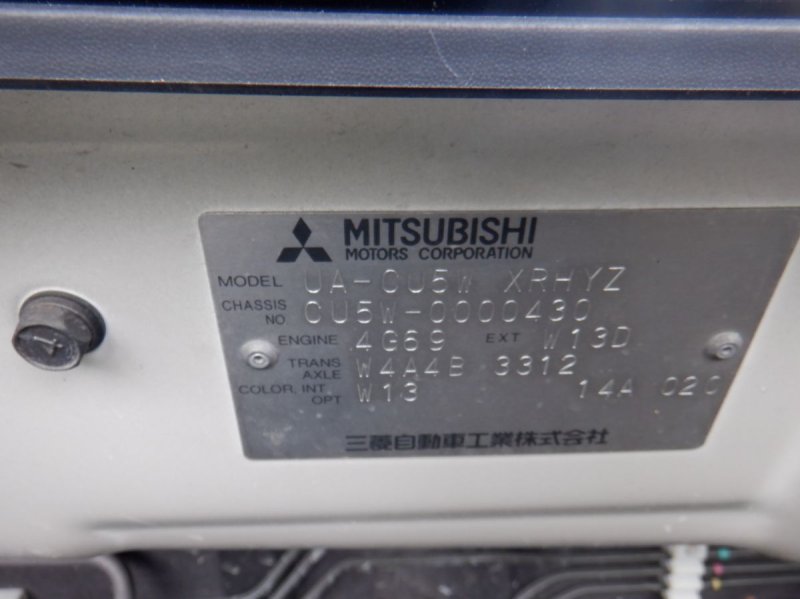 MITSUBISHI
MOTORS CORPORATION
MODEL UA-CU5W XRHYZ
CHASSIS NO CU5W-0000430
ENGINE 4G69 EXT W13D
TRANS AXLE W4A4B 3312
COLOR, INT OPT W13 14A 02C
三菱自動車工業株式会社